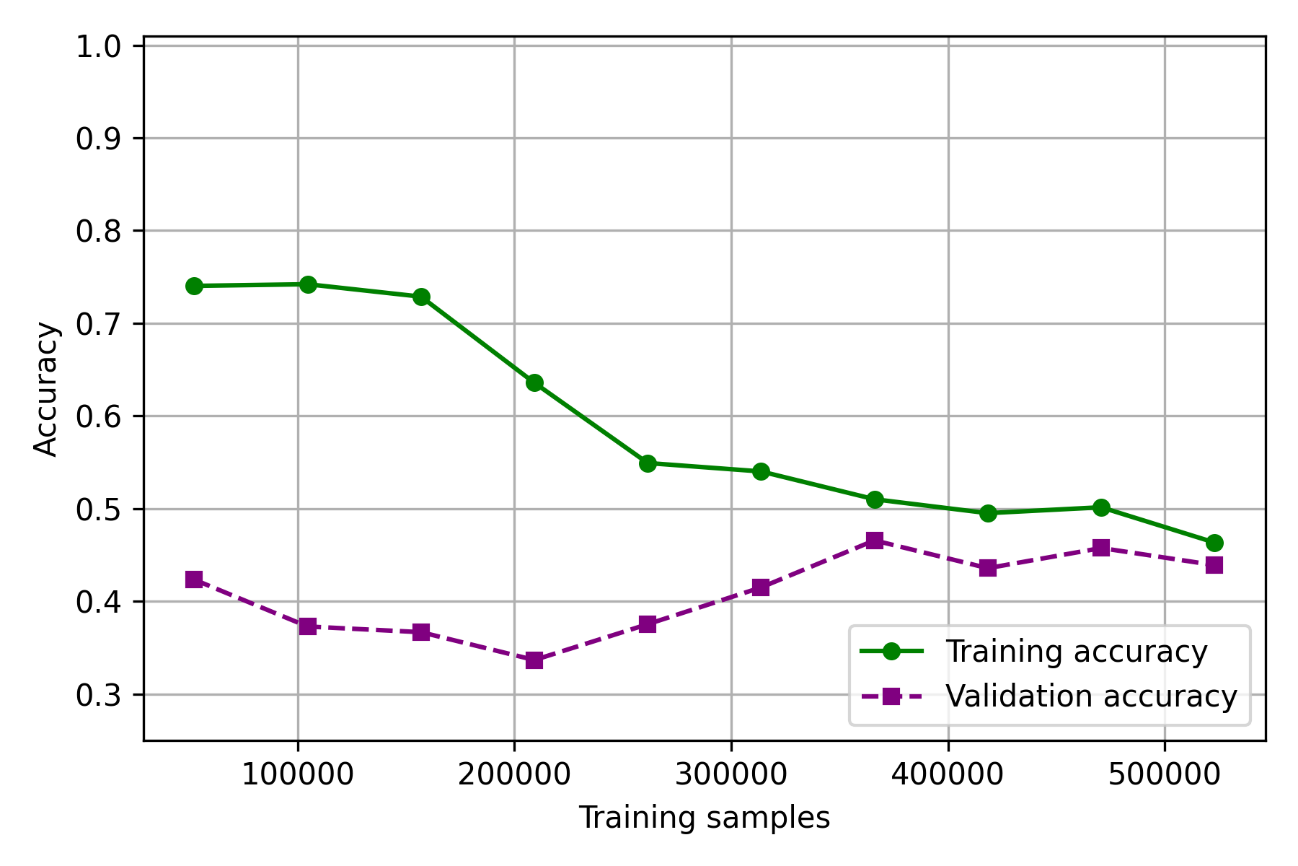 1.0
0.9
0.8
0.7
0.6
0.5
0.4
0.3
Accuracy
100000 200000 300000 400000 500000
Training samples
Training accuracy
Validation accuracy